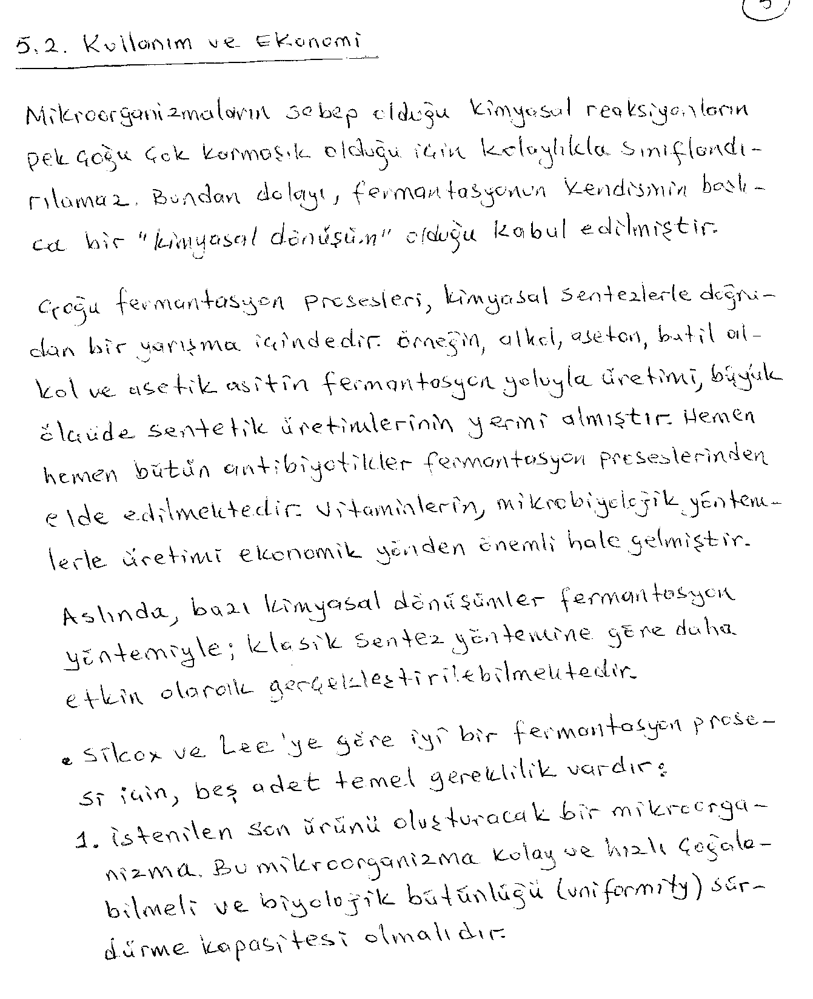 5.2. Kullanım ve Ekonomi
Mikroorganizmaların sebep olduğu kimyasal reaksiyonların
pek çoğu çok karmaşık olduğu için kolaylıkla sınıflandı-
rılamaz. Bundan dolayı, fermantasyonun kendisinin başlı-
ca bir "kimyasal dönüşüm" olduğu kabul edilmiştir.
Çoğu fermantasyon prosesleri, kimyasal sentezlerle doğru-
dan bir yarışma içindedir. Örneğin, alkol, aseton, butil al-
kol ve asetik asitin fermantasyon yoluyla üretimi, büyük
ölçüde sentetik üretimlerinin yerini almıştır. Hemen
hemen bütün antibiyotikler fermantasyon proseslerinden
elde edilmektedir. Vitaminlerin, mikrobiyolojik yöntem-
lerle üretimi ekonomik yönden önemli hale gelmiştir.
Aslında, bazı kimyasal dönüşümler fermantasyon
yöntemiyle; klasik sentez yöntemine göre daha
etkin olarak gerçekleştirilebilmektedir.
• Silcox ve Lee'ye göre iyi bir fermantasyon prose-
si için, beş adet temel gereklilik vardır:
1. İstenilen son ürünü oluşturacak bir mikroorga-
nizma. Bu mikroorganizma kolay ve hızlı çoğala-
bilmeli ve biyolojik bütünlüğü (uniformity) sür-
dürme kapasitesi olmalıdır.